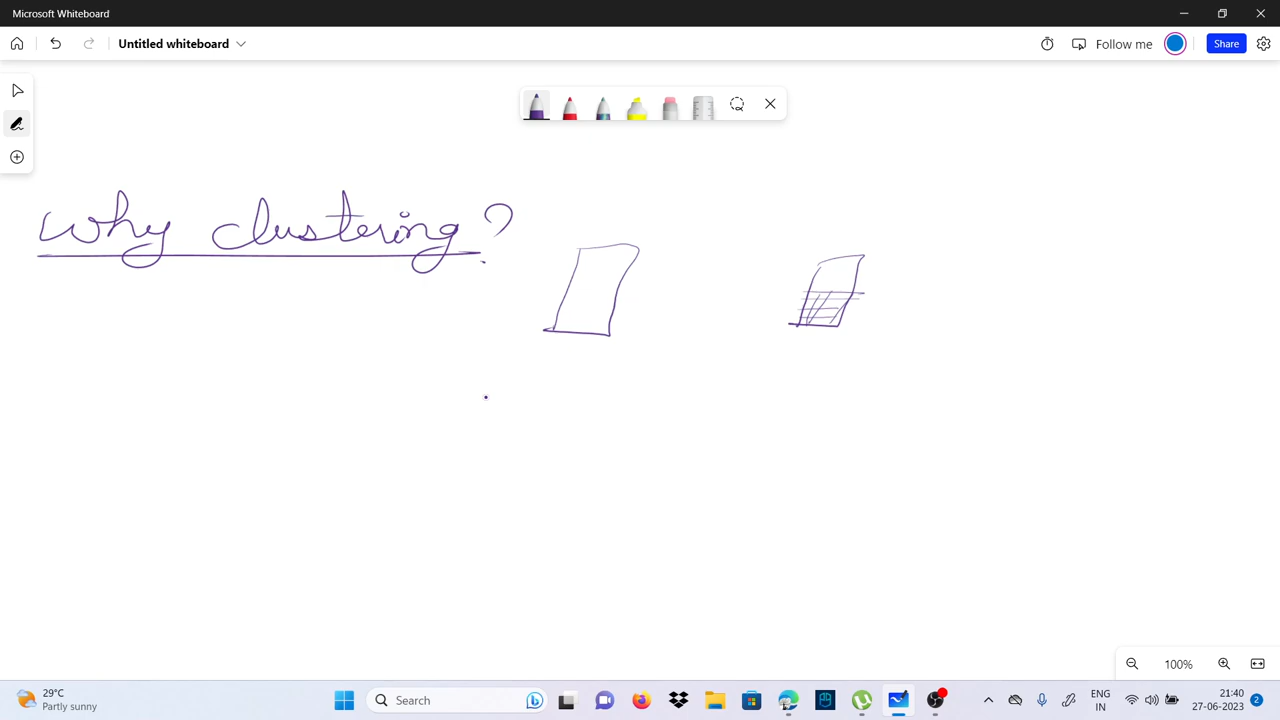 Microsoft Whiteboard
Untitled whiteboard
Follow me
Share
Why clustering?
100%
29°C
Partly sunny
Search
ENG
IN
21:40
27-06-2023
2